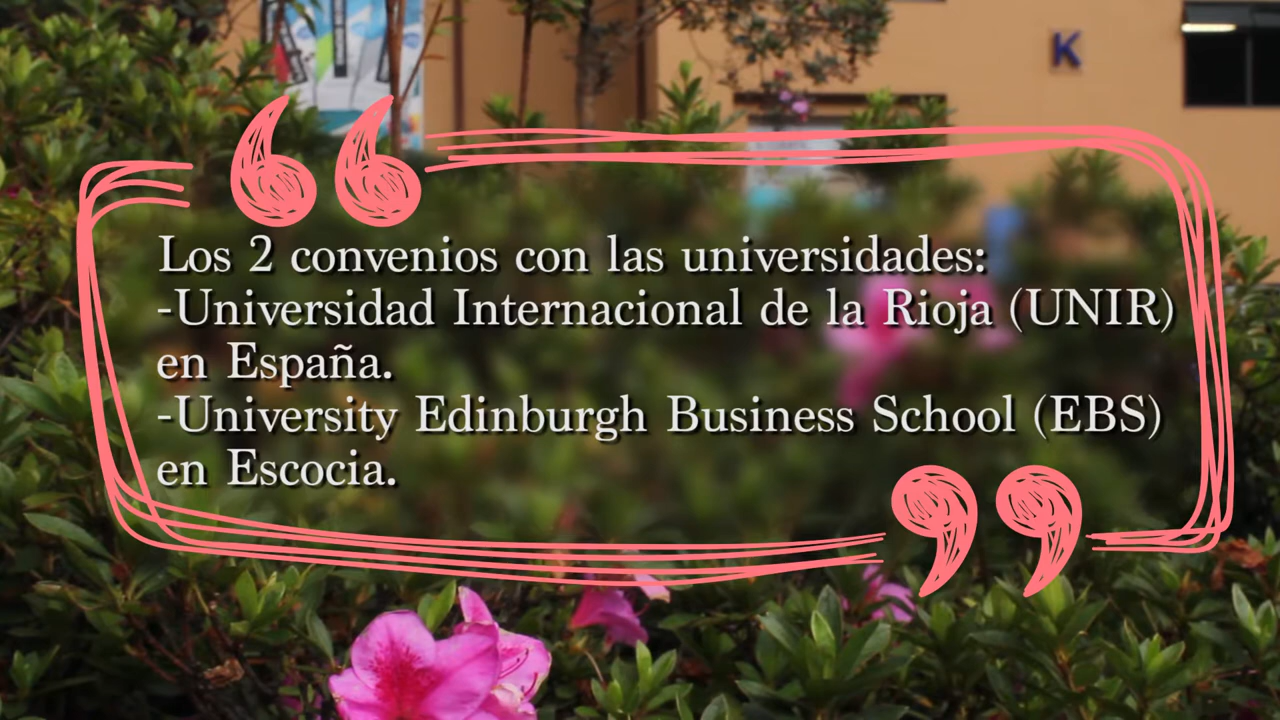 K
Los 2 convenios con las universidades:
-Universidad Internacional de la Rioja (UNIR)
en España.
-University Edinburgh Business School (EBS)
en Escocia.